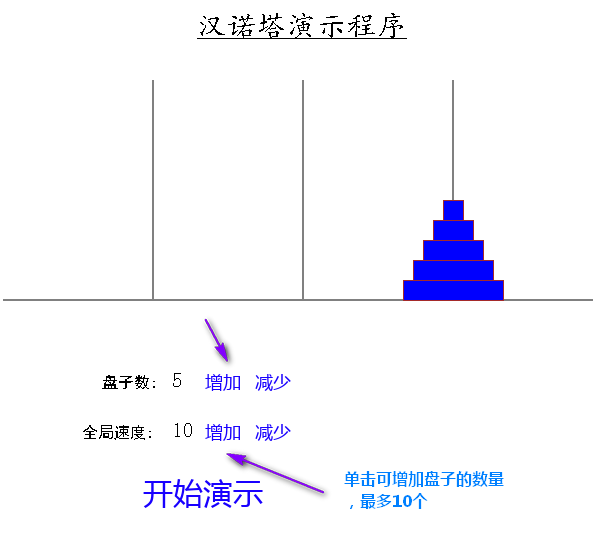 汉诺塔演示程序
盘子数： 5 增加 减少
全局速度： 10 增加 减少
开始演示
单击可增加盘子的数量
，最多10个